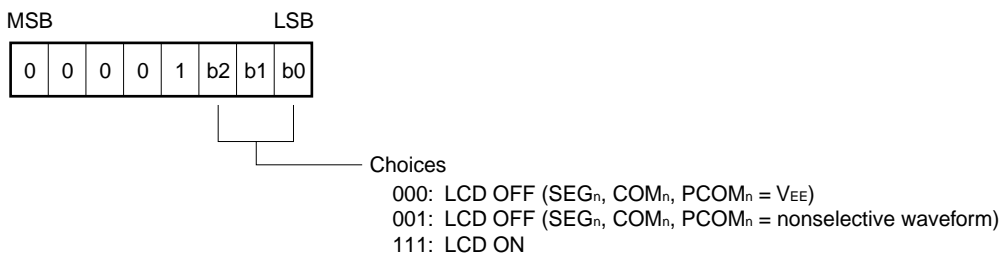 MSB LSB
0 0 0 0 1 b2 b1 b0
Choices
000: LCD OFF (SEGn, COMn, PCOMn = VEE)
001: LCD OFF (SEGn, COMn, PCOMn = nonselective waveform)
111: LCD ON